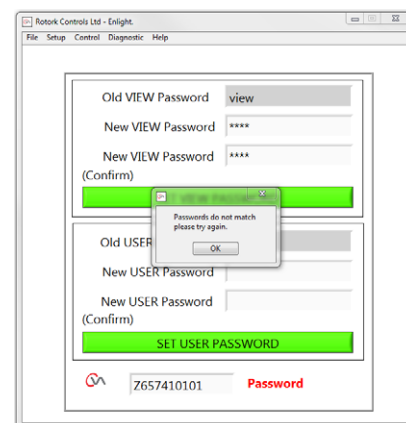 Rotork Controls Ltd - Enlight.
File Setup Control Diagnostic Help
Old VIEW Password view
New VIEW Password ****
New VIEW Password ****
(Confirm)
Passwords do not match
please try again.
OK
Old USER
New USER Password
New USER Password
(Confirm)
SET USER PASSWORD
Z657410101 Password